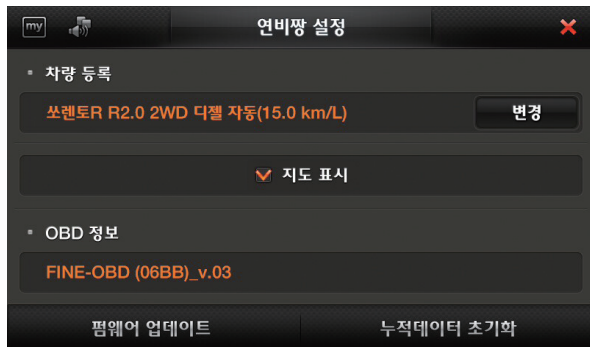 my 연비짱 설정
차량 등록
쏘렌토R R2.0 2WD 디젤 자동(15.0 km/L) 변경
지도 표시
OBD 정보
FINE-OBD (06BB)_v.03
펌웨어 업데이트 누적데이터 초기화